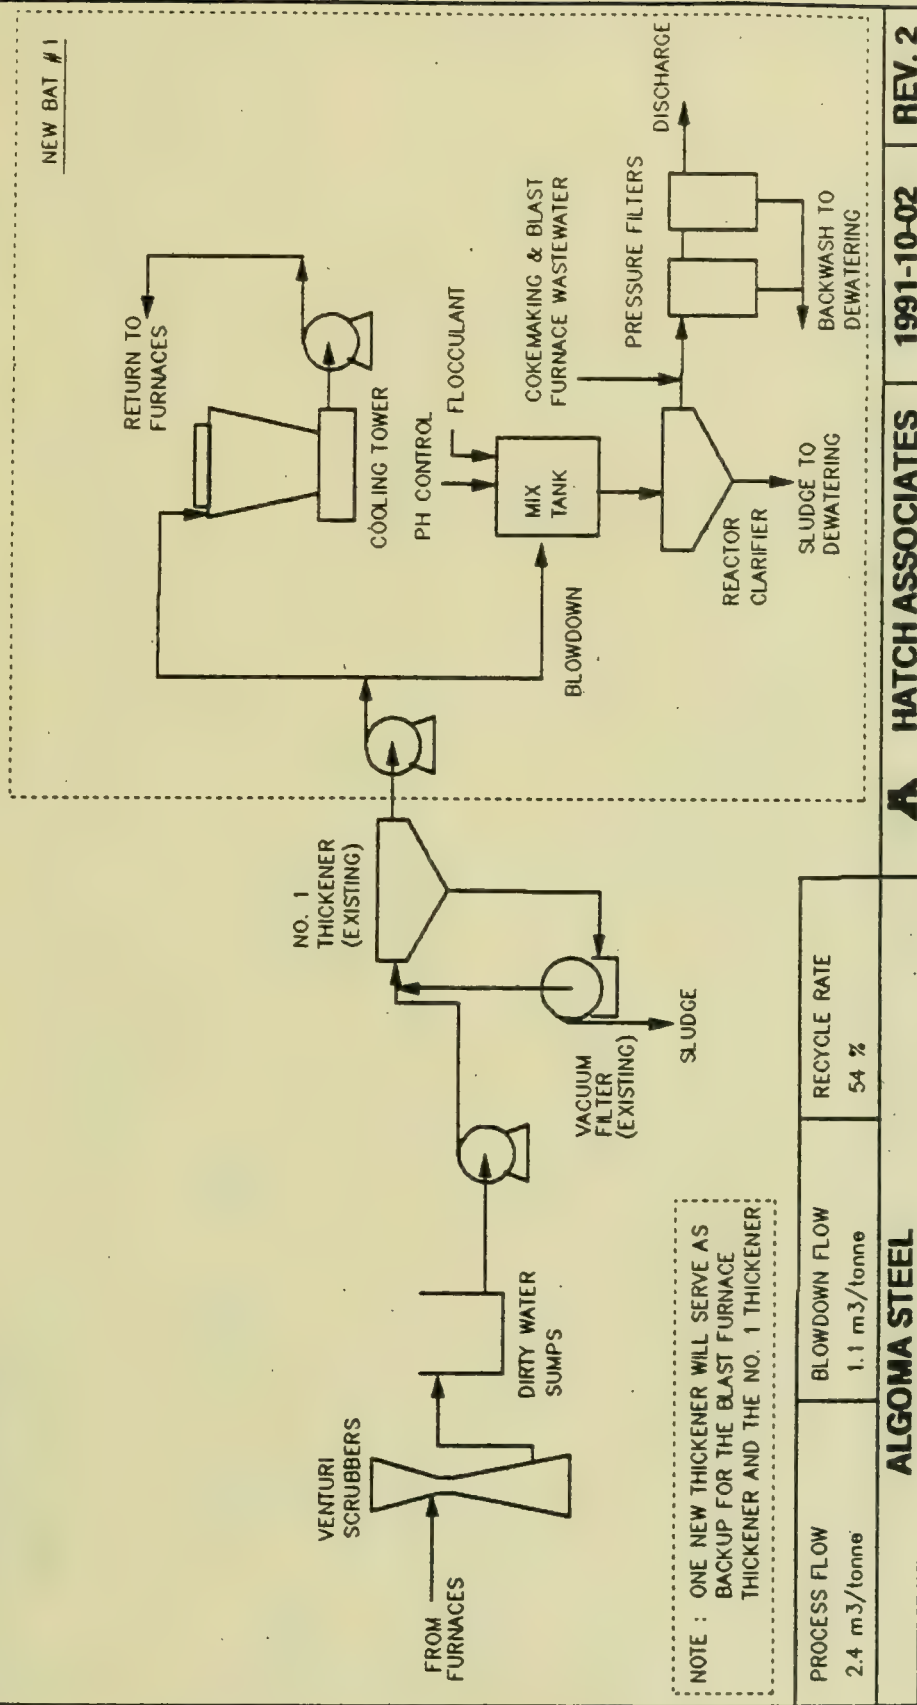 NEW BAT #1
RETURN TO
FURNACES
COOLING TOWER
PH CONTROL
FLOCCULANT
MIX
TANK
BLOWDOWN
COKEMAKING & BLAST
FURNACE WASTEWATER
REACTOR
CLARIFIER
SLUDGE TO
DEWATERING
PRESSURE FILTERS
DISCHARGE
BACKWASH TO
DEWATERING
NO. 1
THICKENER
(EXISTING)
VACUUM
FILTER
(EXISTING)
SLUDGE
VENTURI
SCRUBBERS
FROM
FURNACES
DIRTY WATER
SUMPS
NOTE : ONE NEW THICKENER WILL SERVE AS
BACKUP FOR THE BLAST FURNACE
THICKENER AND THE NO. 1 THICKENER
PROCESS FLOW
2.4 m3/tonne
BLOWDOWN FLOW
1.1 m3/tonne
RECYCLE RATE
54 %
ALGOMA STEEL
HATCH ASSOCIATES
1991-10-02
REV. 2